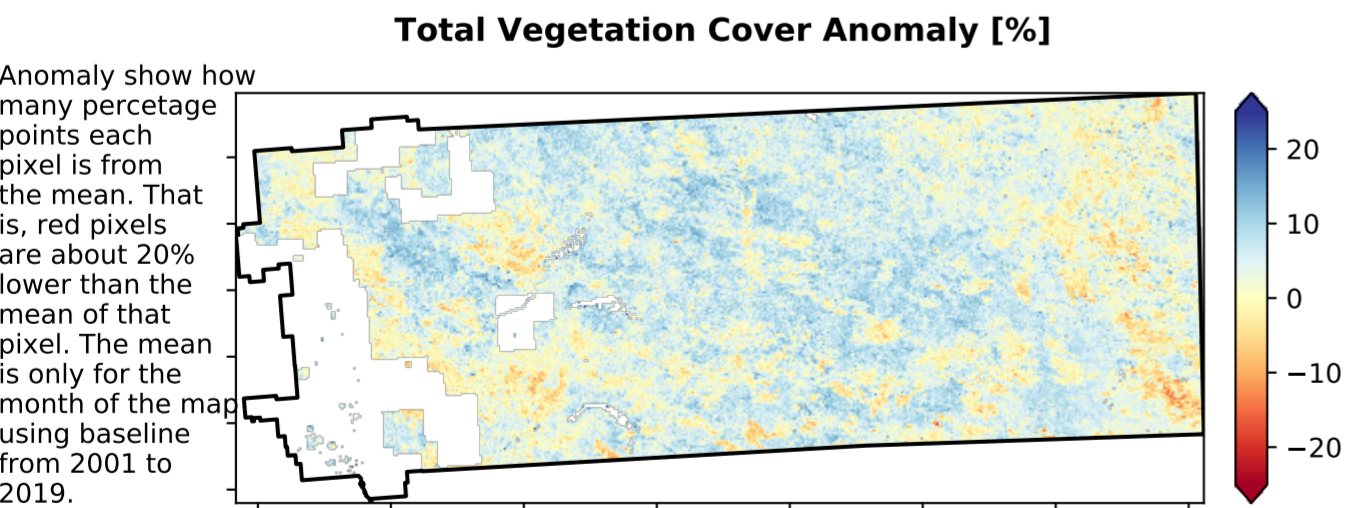 Total Vegetation Cover Anomaly [%]
Anomaly show how
many percetage
points each
pixel is from
the mean. That
is, red pixels
are about 20%
lower than the
mean of that
pixel. The mean
is only for the
month of the map
using baseline
from 2001 to
2019.
20
10
0
−10
−20